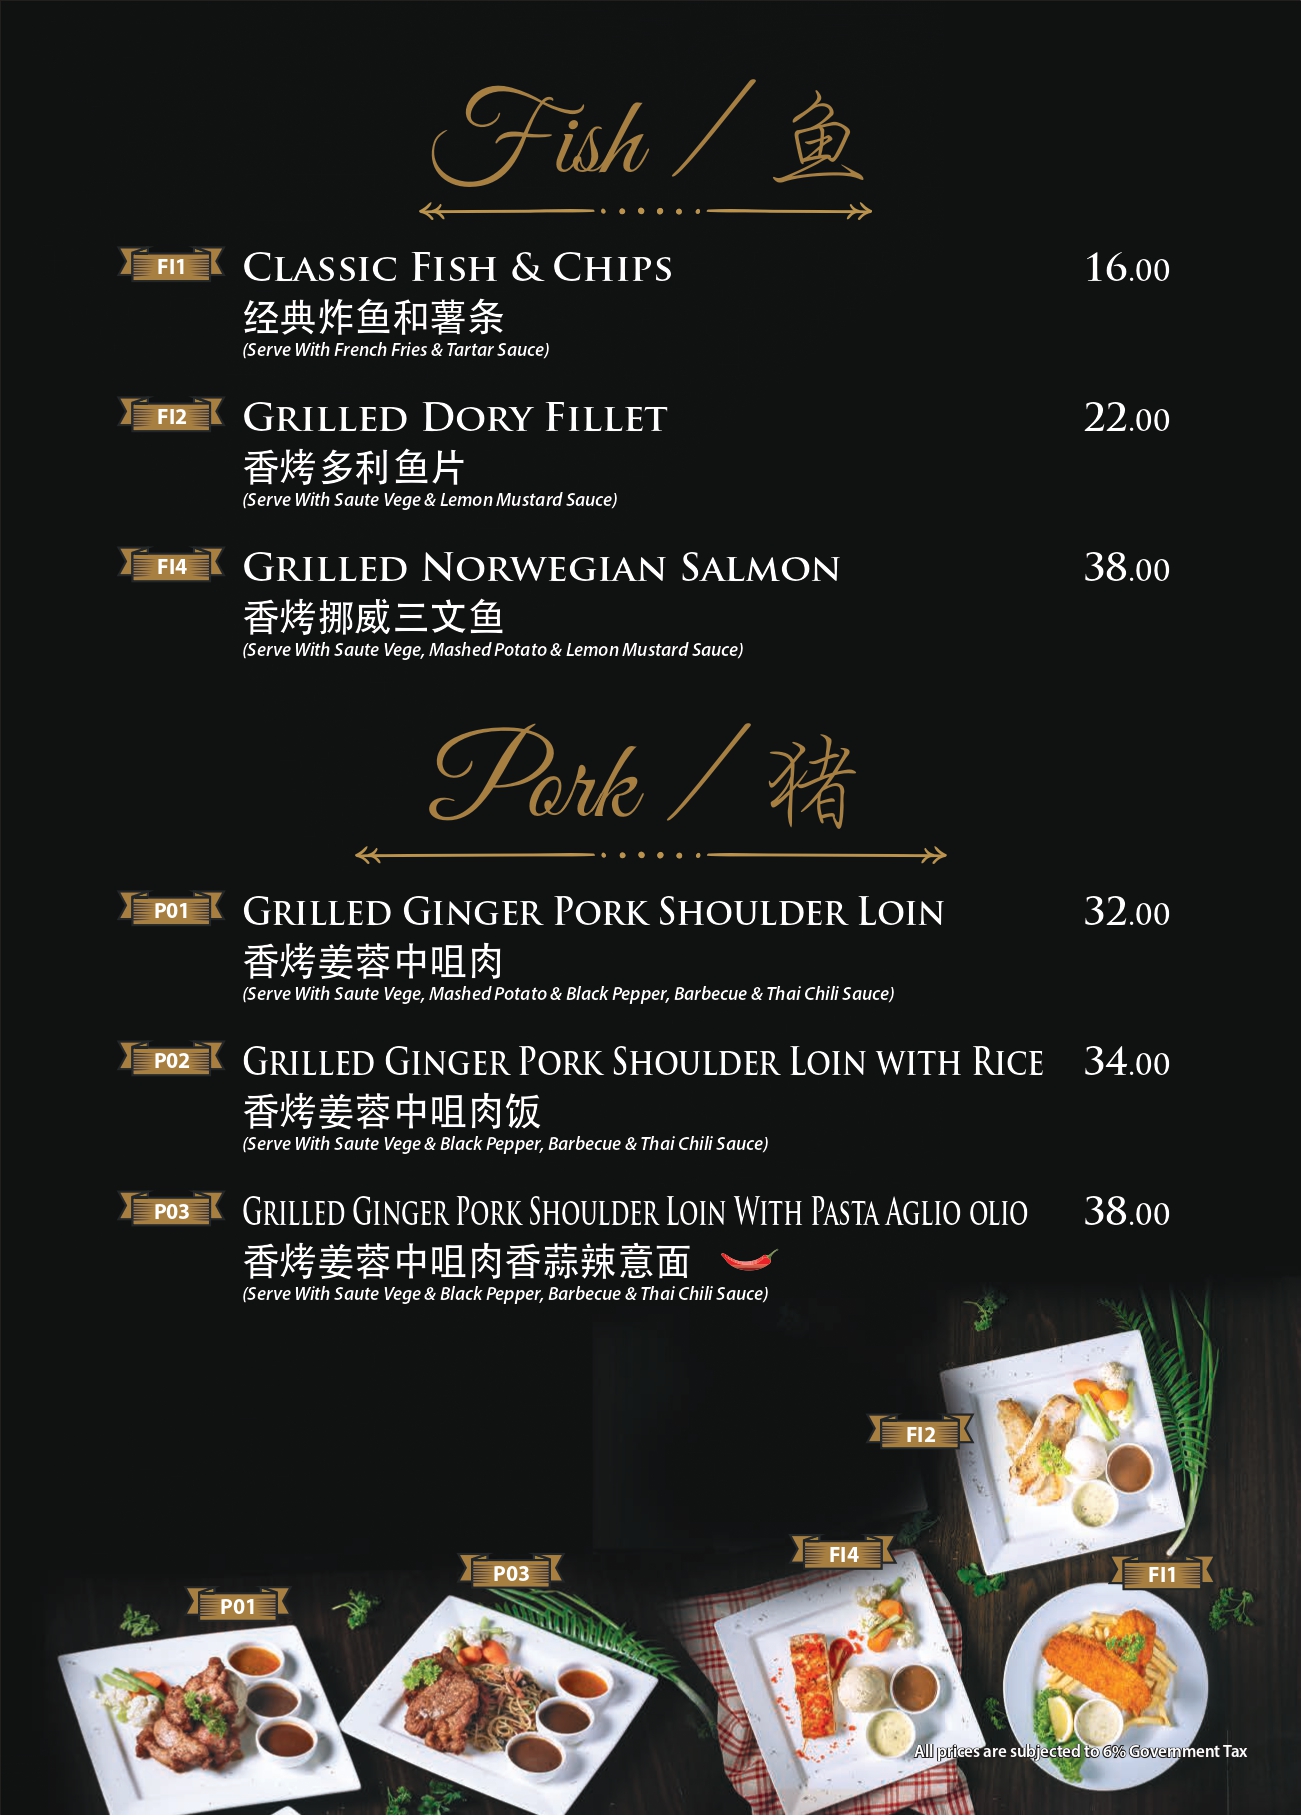 Fish / 鱼
FI1 Classic Fish & Chips 16.00
经典炸鱼和薯条
(Serve With French Fries & Tartar Sauce)
FI2 Grilled Dory Fillet 22.00
香烤多利鱼片
(Serve With Saute Vege & Lemon Mustard Sauce)
FI4 Grilled Norwegian Salmon 38.00
香烤挪威三文鱼
(Serve With Saute Vege, Mashed Potato & Lemon Mustard Sauce)
Pork / 猪
P01 Grilled Ginger Pork Shoulder Loin 32.00
香烤姜蓉中咀肉
(Serve With Saute Vege, Mashed Potato & Black Pepper, Barbecue & Thai Chili Sauce)
P02 Grilled Ginger Pork Shoulder Loin with Rice 34.00
香烤姜蓉中咀肉饭
(Serve With Saute Vege & Black Pepper, Barbecue & Thai Chili Sauce)
P03 Grilled Ginger Pork Shoulder Loin With Pasta Aglio olio 38.00
香烤姜蓉中咀肉香蒜辣意面
(Serve With Saute Vege & Black Pepper, Barbecue & Thai Chili Sauce)
FI2
FI4
P03
FI1
P01
All prices are subjected to 6% Government Tax